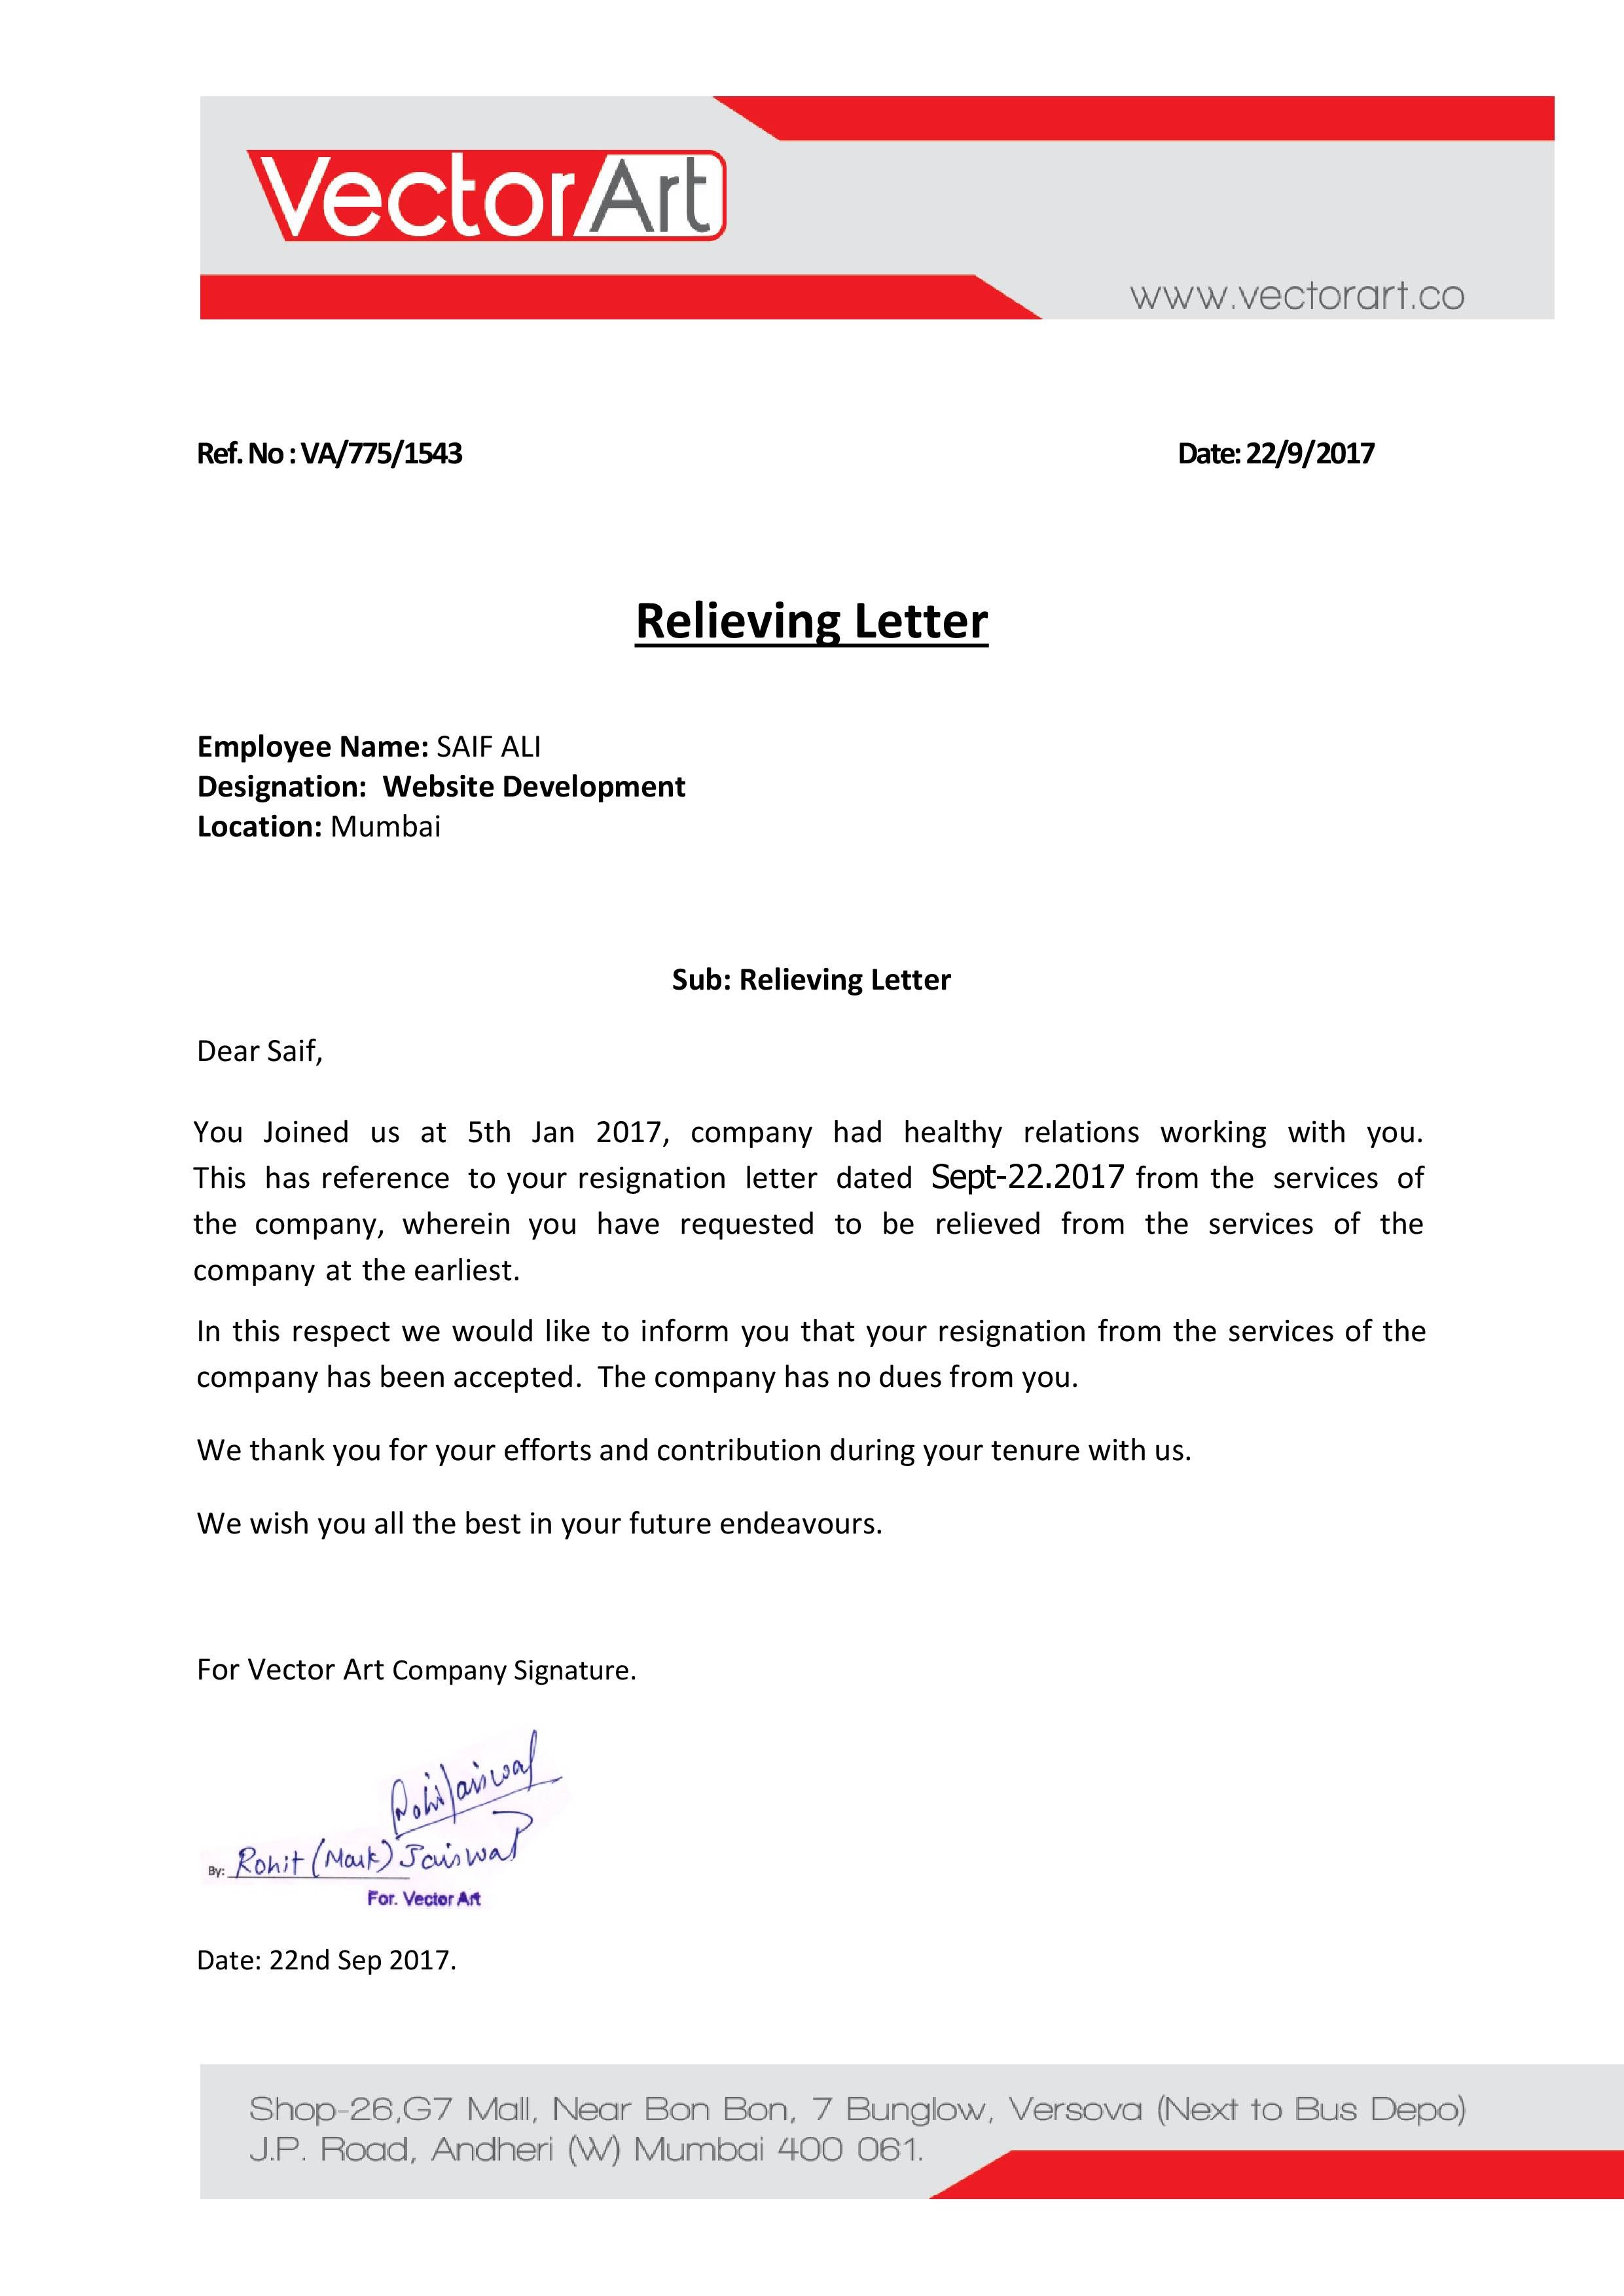 VectorArt
www.vectorart.co
Ref. No : VA/775/1543 Date: 22/9/2017
Relieving Letter
Employee Name: SAIF ALI
Designation: Website Development
Location: Mumbai
Sub: Relieving Letter
Dear Saif,
You Joined us at 5th Jan 2017, company had healthy relations working with you.
This has reference to your resignation letter dated Sept-22.2017 from the services of
the company, wherein you have requested to be relieved from the services of the
company at the earliest.
In this respect we would like to inform you that your resignation from the services of the
company has been accepted. The company has no dues from you.
We thank you for your efforts and contribution during your tenure with us.
We wish you all the best in your future endeavours.
For Vector Art Company Signature.
Rohit Jaiswal
By: Rohit (Mark) Jaiswal
For. Vector Art
Date: 22nd Sep 2017.
Shop-26,G7 Mall, Near Bon Bon, 7 Bunglow, Versova (Next to Bus Depo)
J.P. Road, Andheri (W) Mumbai 400 061.